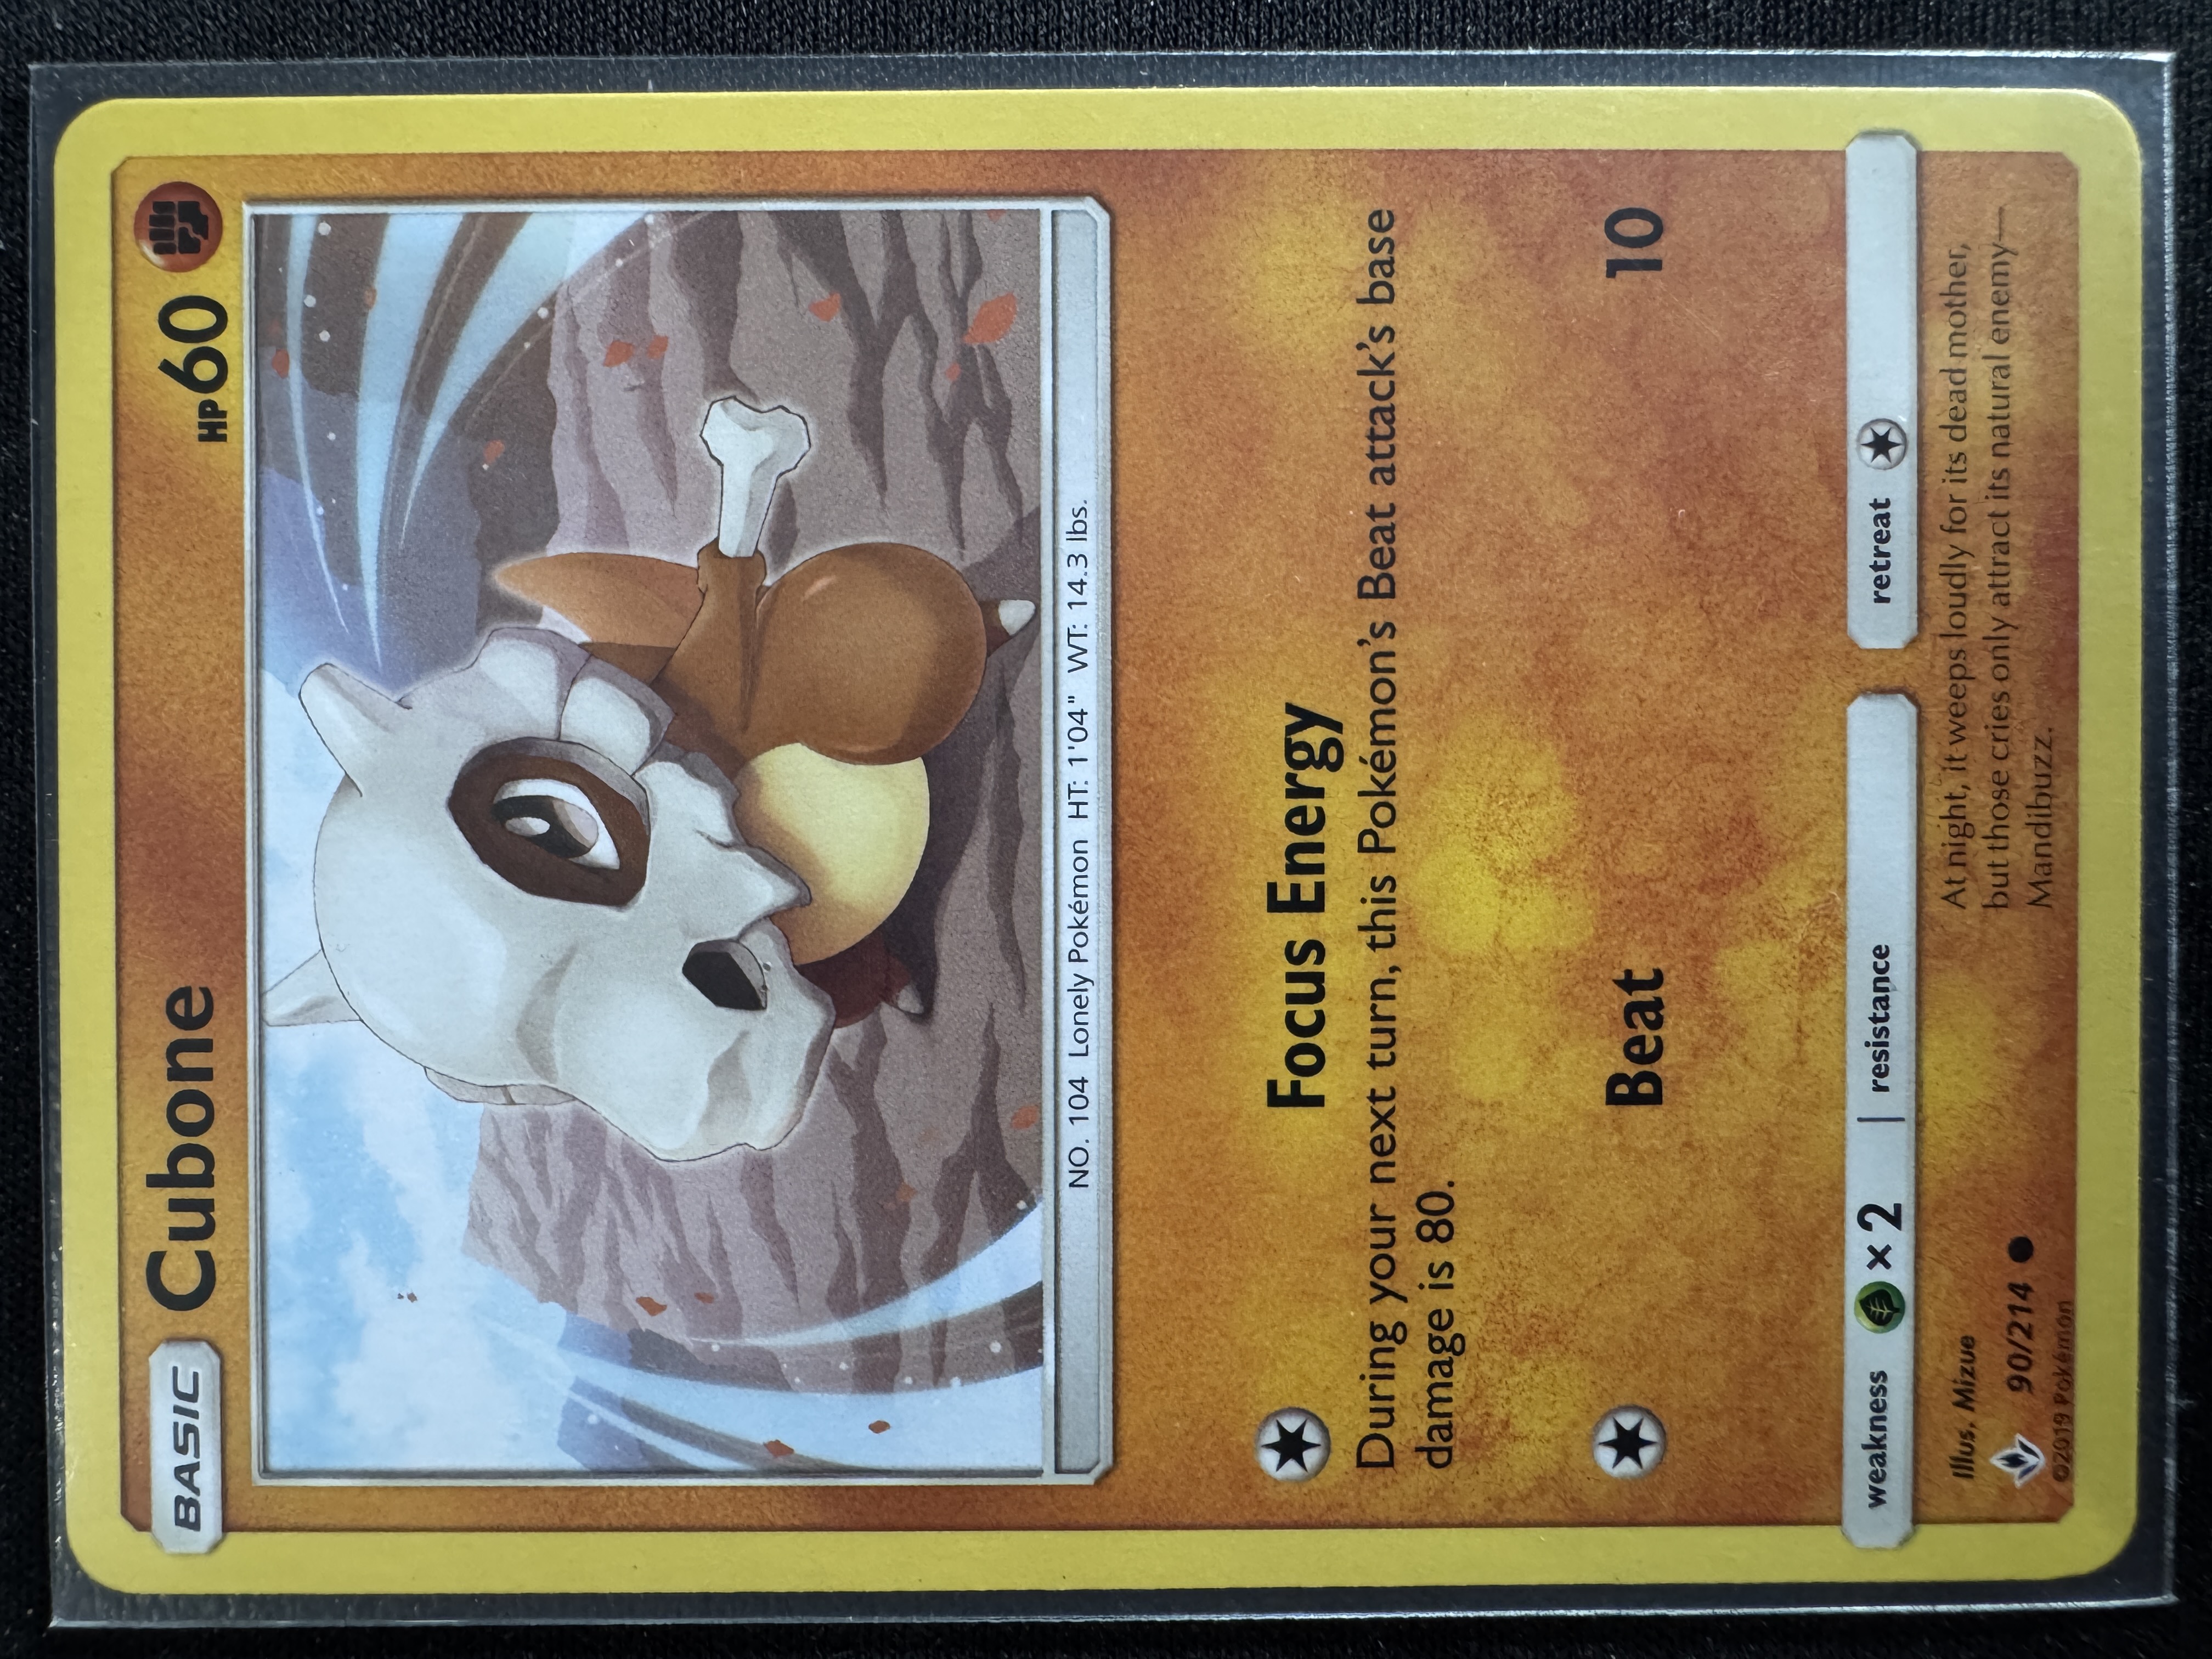 BASIC Cubone HP 60
NO. 104 Lonely Pokémon HT: 1'04" WT: 14.3 lbs.
Focus Energy
During your next turn, this Pokémon's Beat attack's base
damage is 80.
Beat 10
weakness × 2 resistance retreat
Illus. Mizue
90/214
©2019 Pokémon
At night, it weeps loudly for its dead mother,
but those cries only attract its natural enemy—
Mandibuzz.